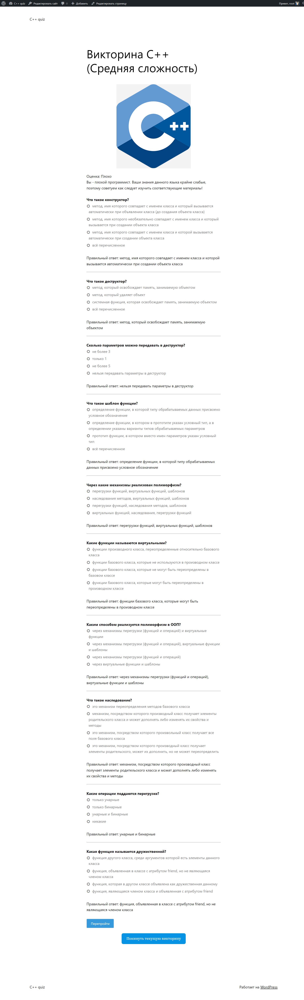 C++ quiz
0
Добавить
Редактировать сайт
Редактировать страницу
Привет, root
C++ quiz
Викторина C++
(Средняя сложность)
C++
Оценка: Плохо
Вы - плохой программист. Ваши знания данного языка крайне слабые,
поэтому советуем как следует изучить соответствующие материалы!
Что такое конструктор?
метод, имя которого совпадает с именем класса и который вызывается
автоматически при объявлении класса (до создания объекта класса)
метод, имя которого необязательно совпадает с именем класса и который
вызывается при создании объекта класса
метод, имя которого совпадает с именем класса и которой вызывается
автоматически при создании объекта класса
всё перечисленное
Правильный ответ: метод, имя которого совпадает с именем класса и которой
вызывается автоматически при создании объекта класса
Что такое деструктор?
метод, который освобождает память, занимаемую объектом
метод, который удаляет объект
системная функция, которая освобождает память, занимаемую объектом
всё перечисленное
Правильный ответ: метод, который освобождает память, занимаемую
объектом
Сколько параметров можно передавать в деструктор?
не более 3
только 1
не более 5
нельзя передавать параметры в деструктор
Правильный ответ: нельзя передавать параметры в деструктор
Что такое шаблон функции?
определение функции, в которой типу обрабатываемых данных присвоено
условное обозначение
определение функции, в котором в прототипе указан условный тип, а в
определении указаны варианты типов обрабатываемых параметров
прототип функции, в котором вместо имен параметров указан условный
тип
всё перечисленное
Правильный ответ: определение функции, в которой типу обрабатываемых
данных присвоено условное обозначение
Через какие механизмы реализован полиморфизм?
перегрузки функций, виртуальных функций, шаблонов
наследования методов, виртуальных функций, шаблонов
перегрузки функций, наследования методов, шаблонов
виртуальных функций, наследования, перегрузки функций
Правильный ответ: перегрузки функций, виртуальных функций, шаблонов
Какие функции называются виртуальными?
функции производного класса, переопределенные относительно базового
класса
функции базового класса, которые не используются в производном классе
функции базового класса, которые не могут быть переопределены в
базовом классе
функции базового класса, которые могут быть переопределены в
производном классе
Правильный ответ: функции базового класса, которые могут быть
переопределены в производном классе
Каким способом реализуется полиморфизм в ООП?
через механизмы перегрузки (функций и операций) и виртуальные
функции
через механизмы перегрузки (функций и операций), виртуальные функции
и шаблоны
через механизмы перегрузки (функций и операций)
через виртуальные функции и шаблоны
Правильный ответ: через механизмы перегрузки (функций и операций),
виртуальные функции и шаблоны
Что такое наследование?
это механизм переопределения методов базового класса
механизм, посредством которого производный класс получает элементы
родительского класса и может дополнять либо изменять их свойства и
методы
это механизм, посредством которого произвольный класс получает все
поля базового класса
это механизм, посредством которого производный класс получает
элементы родительского, может их дополнить, но не может переопределить
Правильный ответ: механизм, посредством которого производный класс
получает элементы родительского класса и может дополнять либо изменять
их свойства и методы
Какие операции поддаются перегрузке?
только унарные
только бинарные
унарные и бинарные
никакие
Правильный ответ: унарные и бинарные
Какая функция называется дружественной?
функция другого класса, среди аргументов которой есть элементы данного
класса
функция, объявленная в классе с атрибутом friend, но не являющаяся
членом класса
функция, которая в другом классе объявлена как дружественная данному
функция, являющаяся членом класса и объявленная с атрибутом friend
Правильный ответ: функция, объявленная в классе с атрибутом friend, но не
являющаяся членом класса
Перепройти
Покинуть текущую викторину
C++ quiz
Работает на WordPress